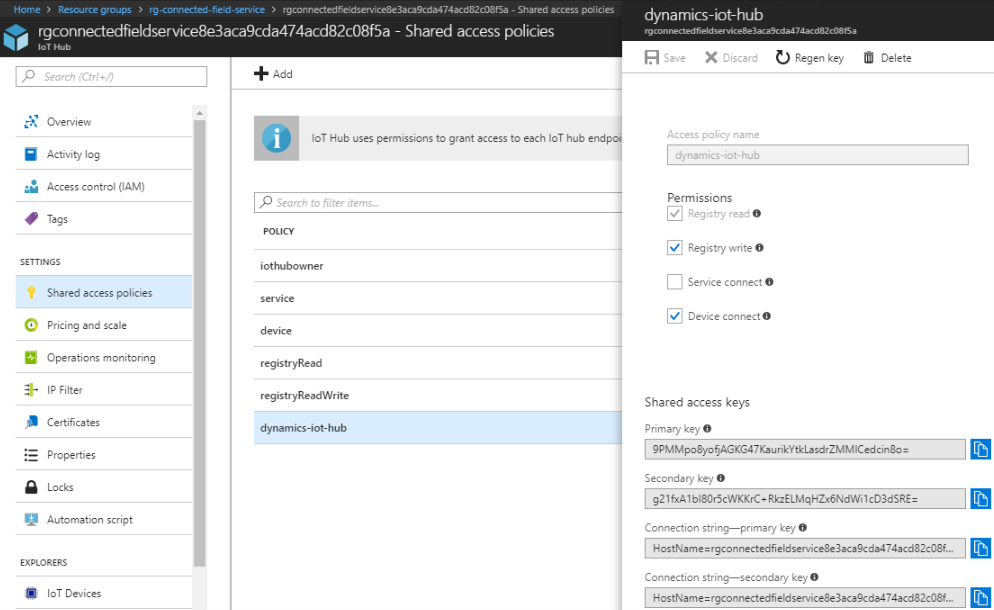 Home > Resource groups > rg-connected-field-service > rgconnectedfieldservice8e3aca9cda474acd82c08f5a - Shared access policies
rgconnectedfieldservice8e3aca9cda474acd82c08f5a - Shared access policies
IoT Hub
Search (Ctrl+/)
Overview
Activity log
Access control (IAM)
Tags
SETTINGS
Shared access policies
Pricing and scale
Operations monitoring
IP Filter
Certificates
Properties
Locks
Automation script
EXPLORERS
IoT Devices
Add
IoT Hub uses permissions to grant access to each IoT hub endpoi
Search to filter items...
POLICY
iothubowner
service
device
registryRead
registryReadWrite
dynamics-iot-hub
dynamics-iot-hub
rgconnectedfieldservice8e3aca9cda474acd82c08f5a
Save Discard Regen key Delete
Access policy name
dynamics-iot-hub
Permissions
Registry read
Registry write
Service connect
Device connect
Shared access keys
Primary key
9PMMpo8yofjAGKG47KaurikYtkLasdrZMMICedcin8o=
Secondary key
g21fxA1bI80r5cWKKrC+RkzELMqHZx6NdWi1cD3dSRE=
Connection string—primary key
HostName=rgconnectedfieldservice8e3aca9cda474acd82c08f...
Connection string—secondary key
HostName=rgconnectedfieldservice8e3aca9cda474acd82c08f...